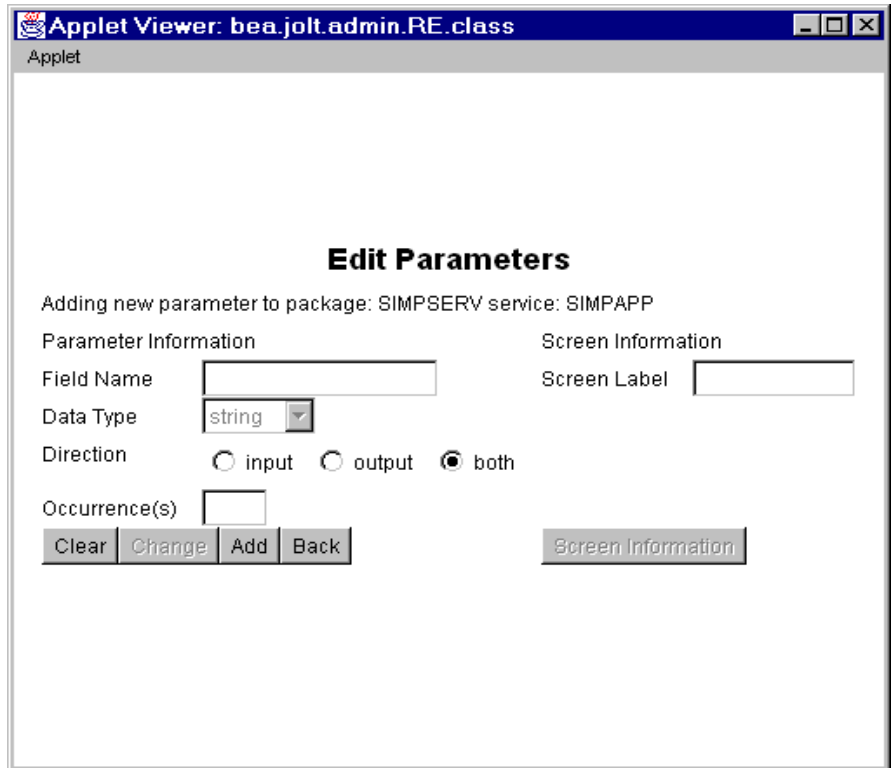 Applet Viewer: bea.jolt.admin.RE.class
Applet
Edit Parameters
Adding new parameter to package: SIMPSERV service: SIMPAPP
Parameter Information Screen Information
Field Name Screen Label
Data Type string
Direction input output both
Occurrence(s)
Clear Change Add Back Screen Information